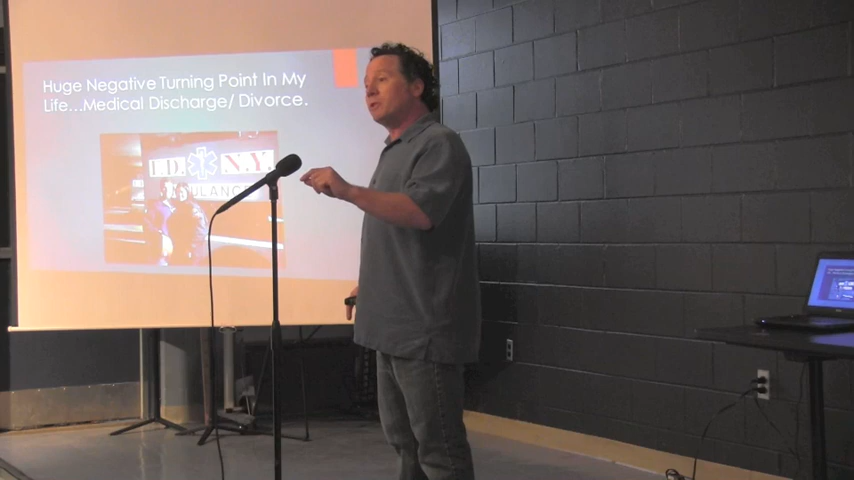 Huge Negative Turning Point In My
Life...Medical Discharge/ Divorce.
F.D. N.Y.